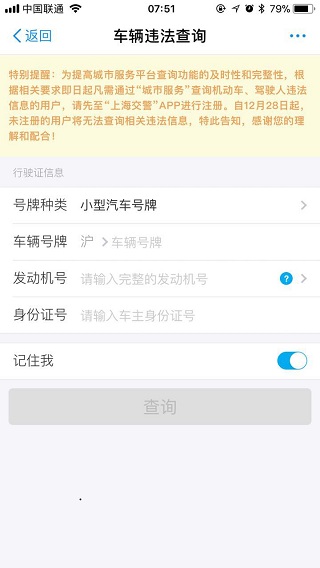 中国联通 07:51 79%
返回 车辆违法查询
特别提醒：为提高城市服务平台查询功能的及时性和完整性，根
据相关要求即日起凡需通过“城市服务”查询机动车、驾驶人违法
信息的用户，请先至“上海交警”APP进行注册。自12月28日起，
未注册的用户将无法查询相关违法信息，特此告知，感谢您的理
解和配合！
行驶证信息
号牌种类 小型汽车号牌
车辆号牌 沪 车辆号牌
发动机号 请输入完整的发动机号 ?
身份证号 请输入车主身份证号
记住我
查询